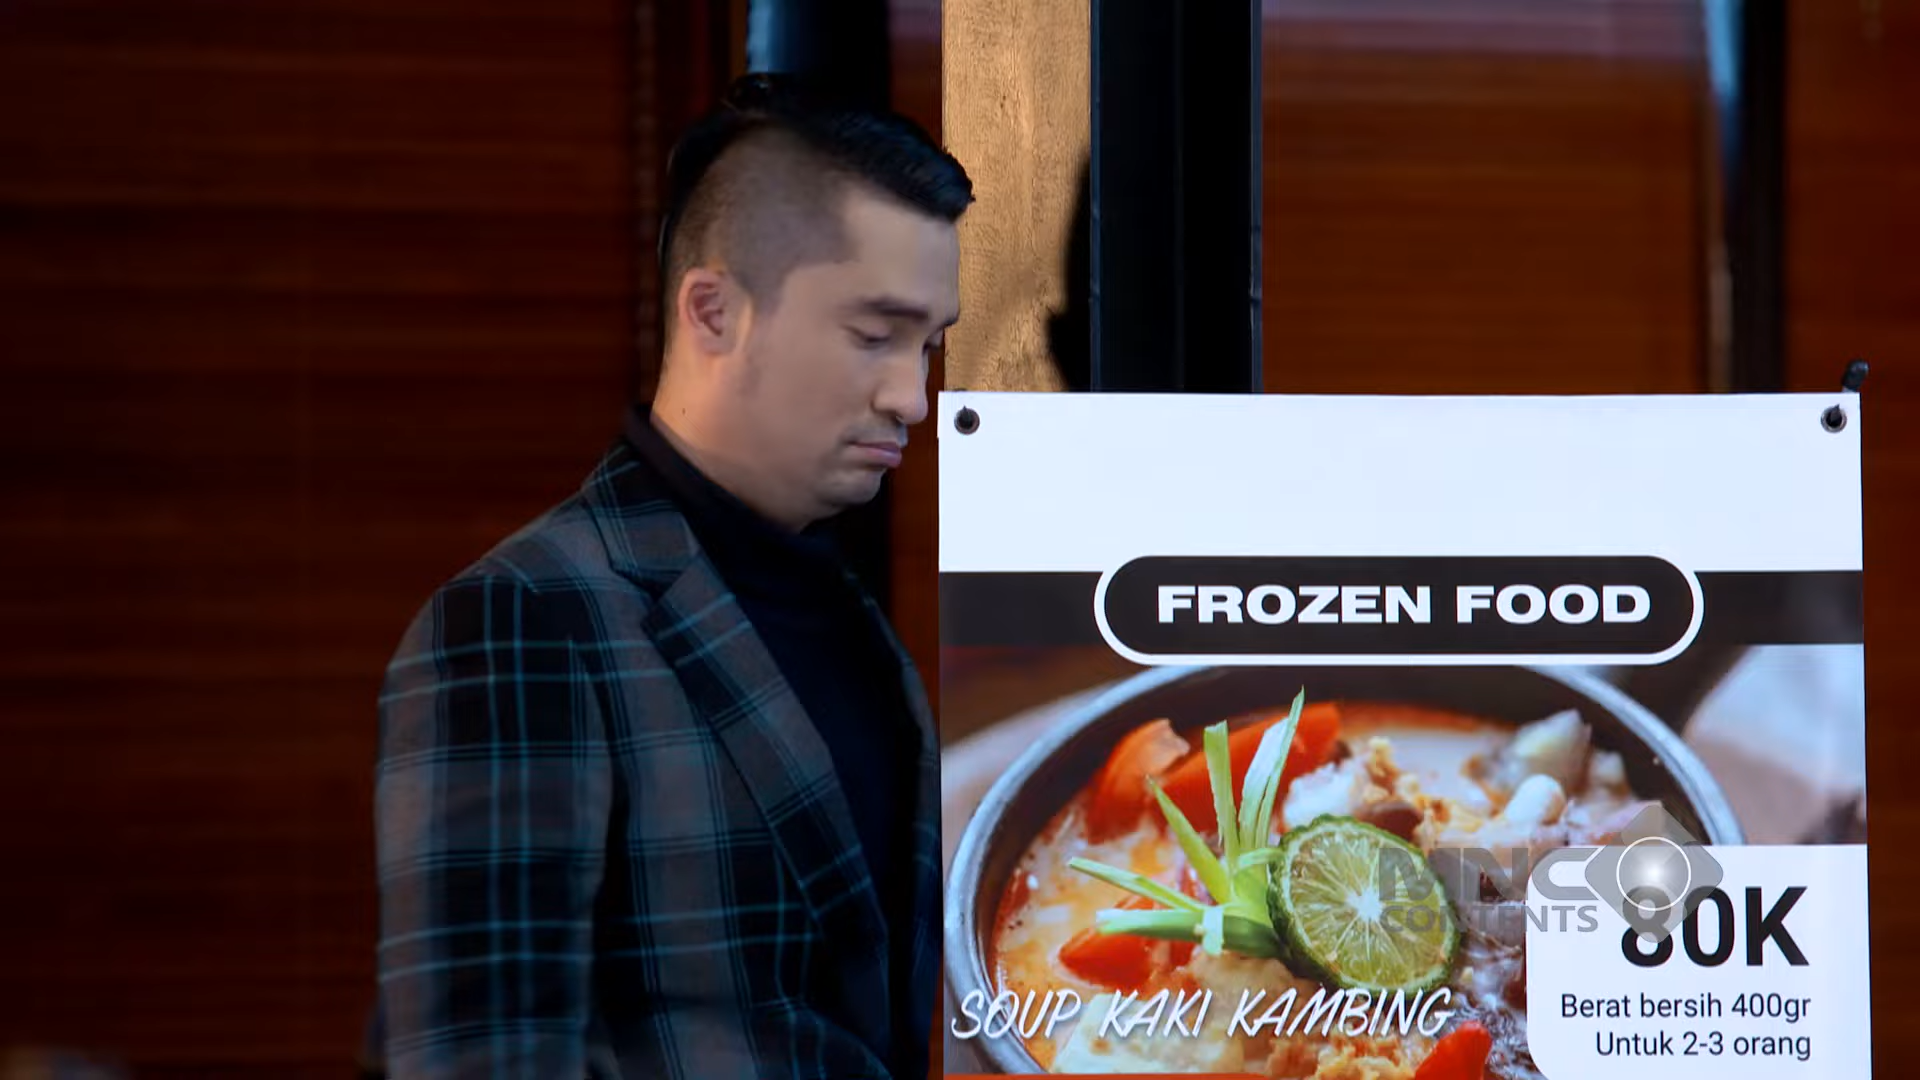 FROZEN FOOD
MNC
CONTENTS
80K
SOUP KAKI KAMBING
Berat bersih 400gr
Untuk 2-3 orang